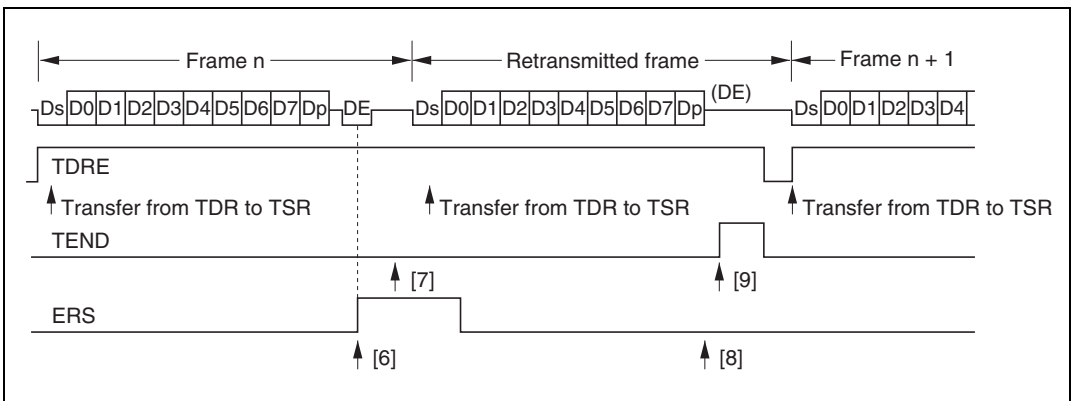 Frame n Retransmitted frame Frame n + 1
(DE)
Ds D0 D1 D2 D3 D4 D5 D6 D7 Dp DE Ds D0 D1 D2 D3 D4 D5 D6 D7 Dp Ds D0 D1 D2 D3 D4
TDRE
Transfer from TDR to TSR Transfer from TDR to TSR Transfer from TDR to TSR
TEND
[7] [9]
ERS
[6] [8]